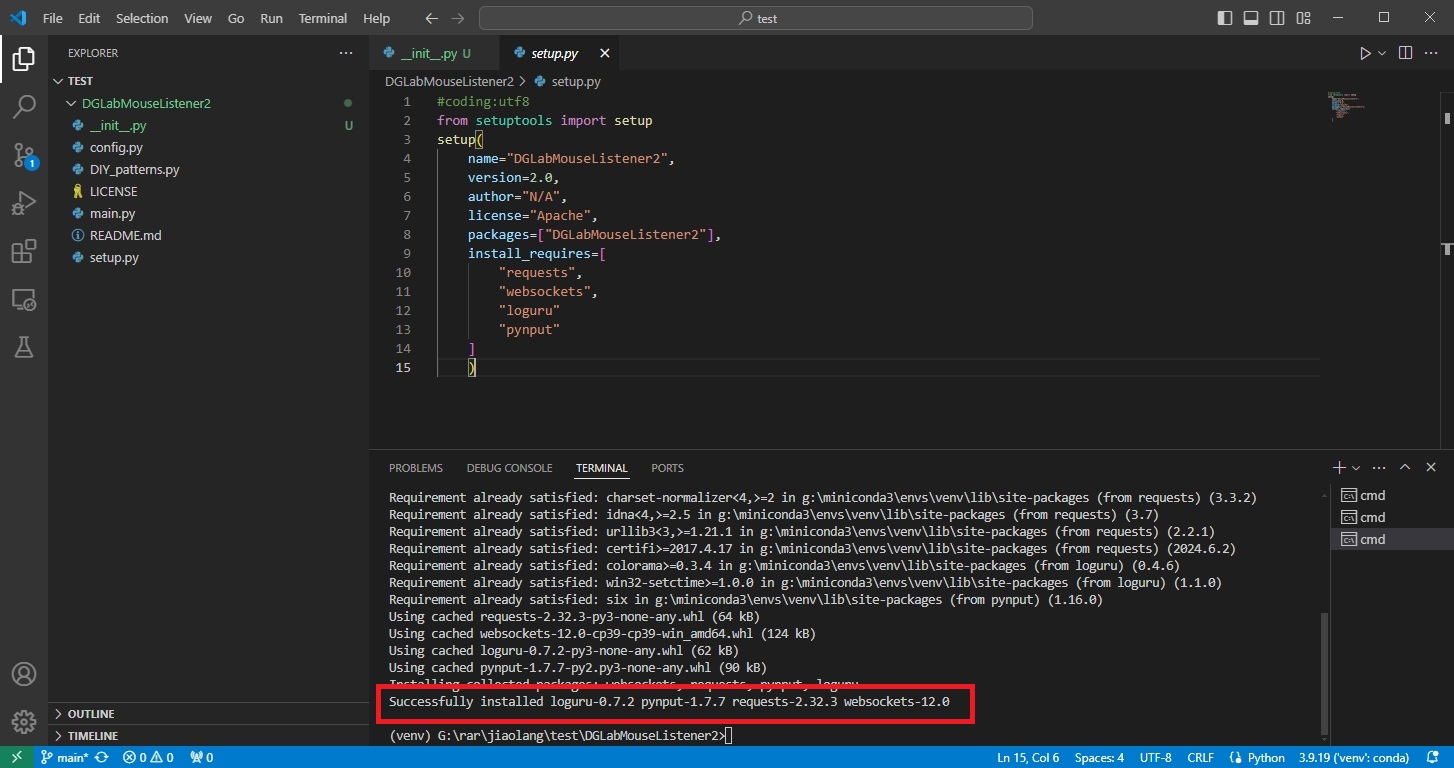 File Edit Selection View Go Run Terminal Help
test
EXPLORER
TEST
DGLabMouseListener2
__init__.py U
config.py
DIY_patterns.py
LICENSE
main.py
README.md
setup.py
OUTLINE
TIMELINE
1
__init__.py U
setup.py
DGLabMouseListener2 > setup.py
1 #coding:utf8
2 from setuptools import setup
3 setup(
4 name="DGLabMouseListener2",
5 version=2.0,
6 author="N/A",
7 license="Apache",
8 packages=["DGLabMouseListener2"],
9 install_requires=[
10 "requests",
11 "websockets",
12 "loguru"
13 "pynput"
14 ]
15 )
PROBLEMS DEBUG CONSOLE TERMINAL PORTS
Requirement already satisfied: charset-normalizer<4,>=2 in g:\miniconda3\envs\venv\lib\site-packages (from requests) (3.3.2)
Requirement already satisfied: idna<4,>=2.5 in g:\miniconda3\envs\venv\lib\site-packages (from requests) (3.7)
Requirement already satisfied: urllib3<3,>=1.21.1 in g:\miniconda3\envs\venv\lib\site-packages (from requests) (2.2.1)
Requirement already satisfied: certifi>=2017.4.17 in g:\miniconda3\envs\venv\lib\site-packages (from requests) (2024.6.2)
Requirement already satisfied: colorama>=0.3.4 in g:\miniconda3\envs\venv\lib\site-packages (from loguru) (0.4.6)
Requirement already satisfied: win32-setctime>=1.0.0 in g:\miniconda3\envs\venv\lib\site-packages (from loguru) (1.1.0)
Requirement already satisfied: six in g:\miniconda3\envs\venv\lib\site-packages (from pynput) (1.16.0)
Using cached requests-2.32.3-py3-none-any.whl (64 kB)
Using cached websockets-12.0-cp39-cp39-win_amd64.whl (124 kB)
Using cached loguru-0.7.2-py3-none-any.whl (62 kB)
Using cached pynput-1.7.7-py2.py3-none-any.whl (90 kB)
Installing collected packages: websockets, requests, pynput, loguru
Successfully installed loguru-0.7.2 pynput-1.7.7 requests-2.32.3 websockets-12.0
(venv) G:\rar\jiaolang\test\DGLabMouseListener2>
cmd
cmd
cmd
main* 0 0 0 Ln 15, Col 6 Spaces: 4 UTF-8 CRLF Python 3.9.19 ('venv': conda)